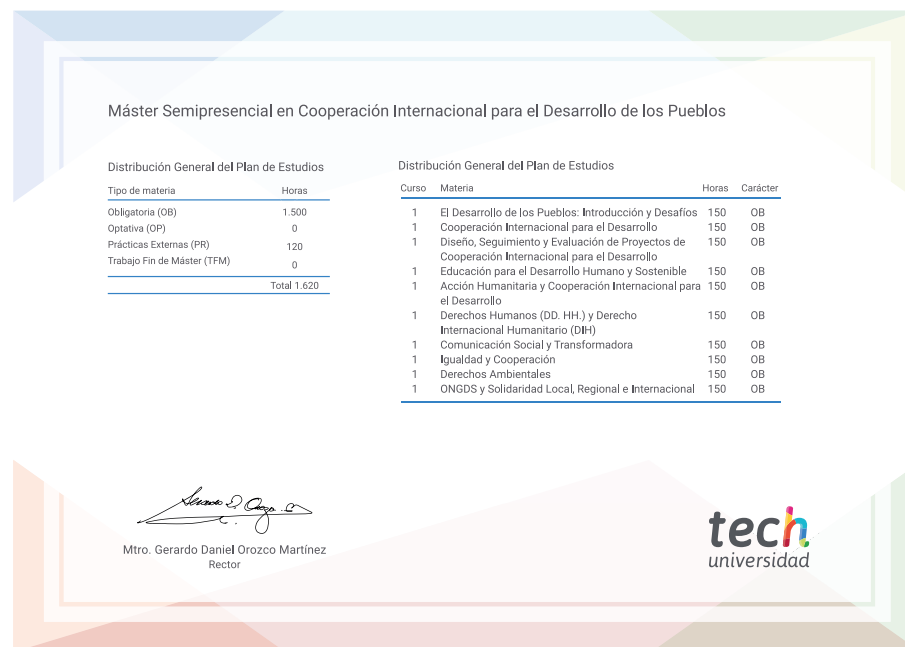 Máster Semipresencial en Cooperación Internacional para el Desarrollo de los Pueblos
Distribución General del Plan de Estudios
Tipo de materia Horas
Obligatoria (OB) 1.500
Optativa (OP) 0
Prácticas Externas (PR) 120
Trabajo Fin de Máster (TFM) 0
Total 1.620
Distribución General del Plan de Estudios
Curso Materia Horas Carácter
1 El Desarrollo de los Pueblos: Introducción y Desafíos 150 OB
1 Cooperación Internacional para el Desarrollo 150 OB
1 Diseño, Seguimiento y Evaluación de Proyectos de 150 OB
Cooperación Internacional para el Desarrollo
1 Educación para el Desarrollo Humano y Sostenible 150 OB
1 Acción Humanitaria y Cooperación Internacional para 150 OB
el Desarrollo
1 Derechos Humanos (DD. HH.) y Derecho 150 OB
Internacional Humanitario (DIH)
1 Comunicación Social y Transformadora 150 OB
1 Igualdad y Cooperación 150 OB
1 Derechos Ambientales 150 OB
1 ONGDS y Solidaridad Local, Regional e Internacional 150 OB
Mtro. Gerardo Daniel Orozco Martínez
Rector
tech
universidad